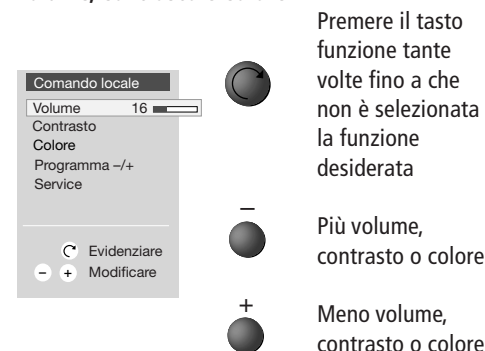 Premere il tasto
funzione tante
volte fino a che
non è selezionata
la funzione
desiderata
Comando locale
Volume 16
Contrasto
Colore
Programma –/+
Service
Evidenziare
– + Modificare
–
Più volume,
contrasto o colore
+
Meno volume,
contrasto o colore